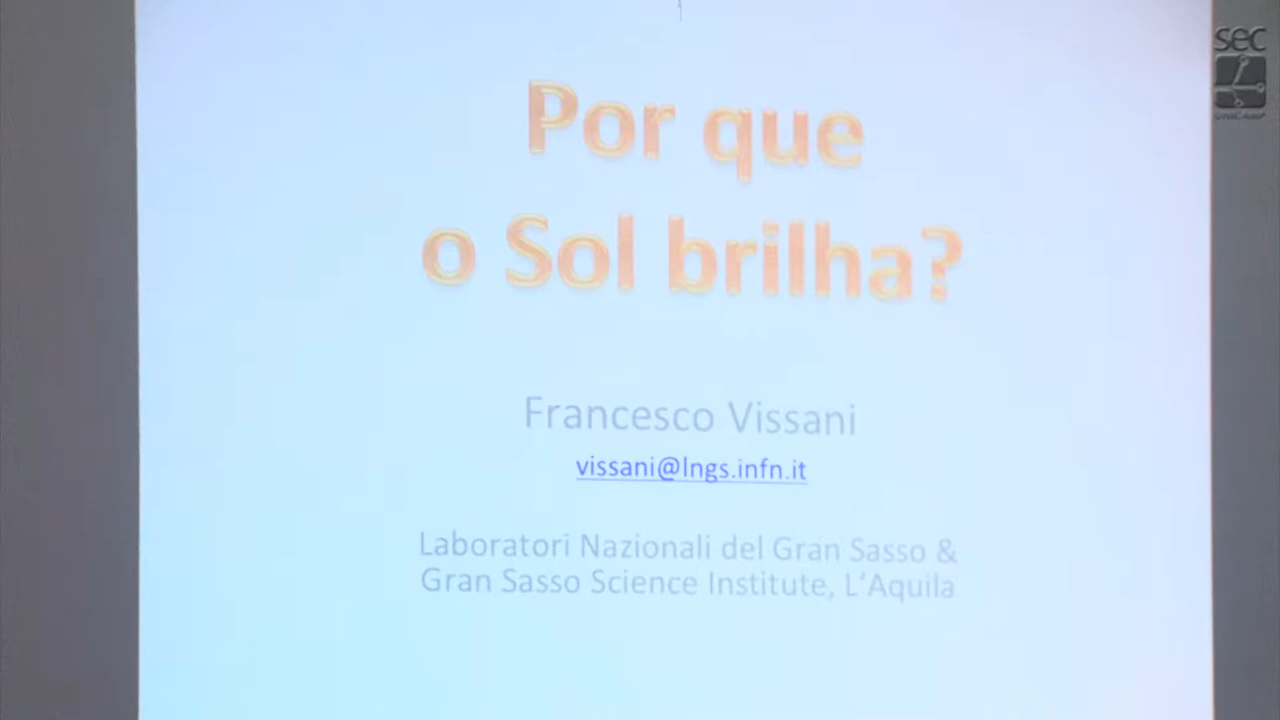 sec
Por que
o Sol brilha?
Francesco Vissani
vissani@lngs.infn.it
Laboratori Nazionali del Gran Sasso &
Gran Sasso Science Institute, L'Aquila